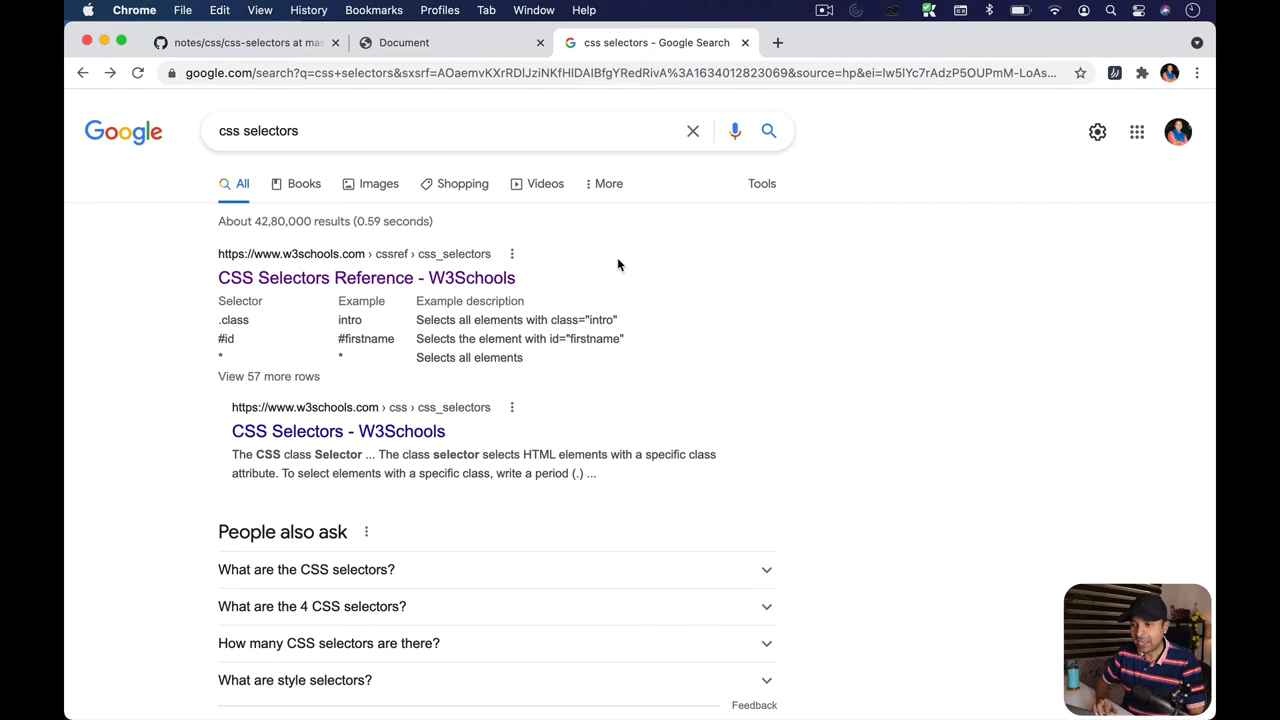 Chrome File Edit View History Bookmarks Profiles Tab Window Help
notes/css/css-selectors at mas
Document
css selectors - Google Search
google.com/search?q=css+selectors&sxsrf=AOaemvKXrRDIJziNKfHlDAIBfgYRedRivA%3A1634012823069&source=hp&ei=lw5lYc7rAdzP5OUPmM-LoAs...
Google
css selectors
All Books Images Shopping Videos More Tools
About 42,80,000 results (0.59 seconds)
https://www.w3schools.com › cssref › css_selectors
CSS Selectors Reference - W3Schools
Selector Example Example description
.class intro Selects all elements with class="intro"
#id #firstname Selects the element with id="firstname"
* * Selects all elements
View 57 more rows
https://www.w3schools.com › css › css_selectors
CSS Selectors - W3Schools
The CSS class Selector ... The class selector selects HTML elements with a specific class
attribute. To select elements with a specific class, write a period (.) ...
People also ask
What are the CSS selectors?
What are the 4 CSS selectors?
How many CSS selectors are there?
What are style selectors?
Feedback